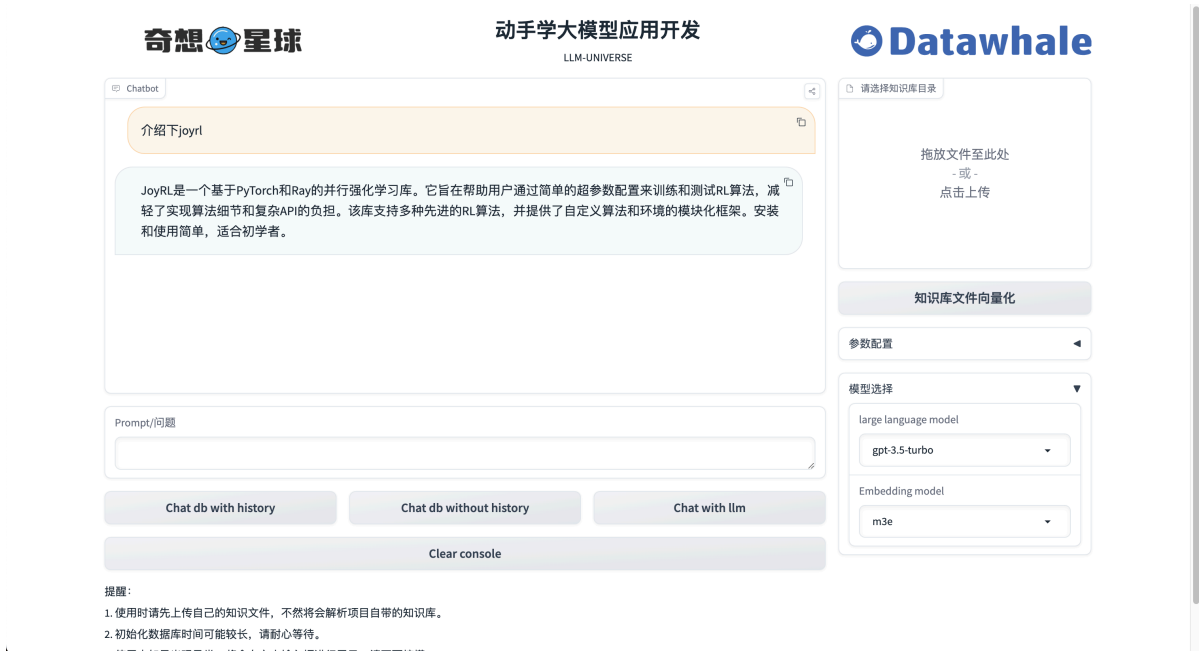 奇想星球
动手学大模型应用开发
LLM-UNIVERSE
Datawhale
Chatbot
介绍下joyrl
JoyRL是一个基于PyTorch和Ray的并行强化学习库。它旨在帮助用户通过简单的超参数配置来训练和测试RL算法，减
轻了实现算法细节和复杂API的负担。该库支持多种先进的RL算法，并提供了自定义算法和环境的模块化框架。安装
和使用简单，适合初学者。
Prompt/问题
Chat db with history
Chat db without history
Chat with llm
Clear console
请选择知识库目录
拖放文件至此处
- 或 -
点击上传
知识库文件向量化
参数配置
模型选择
large language model
gpt-3.5-turbo
Embedding model
m3e
提醒：
1. 使用时请先上传自己的知识文件，不然将会解析项目自带的知识库。
2. 初始化数据库时间可能较长，请耐心等待。